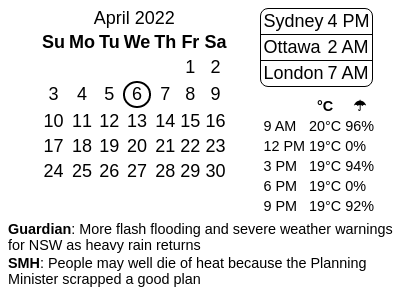 April 2022
Su Mo Tu We Th Fr Sa
1 2
3 4 5 6 7 8 9
10 11 12 13 14 15 16
17 18 19 20 21 22 23
24 25 26 27 28 29 30
Sydney 4 PM
Ottawa 2 AM
London 7 AM
°C ☂
9 AM 20°C 96%
12 PM 19°C 0%
3 PM 19°C 94%
6 PM 19°C 0%
9 PM 19°C 92%
Guardian: More flash flooding and severe weather warnings
for NSW as heavy rain returns
SMH: People may well die of heat because the Planning
Minister scrapped a good plan